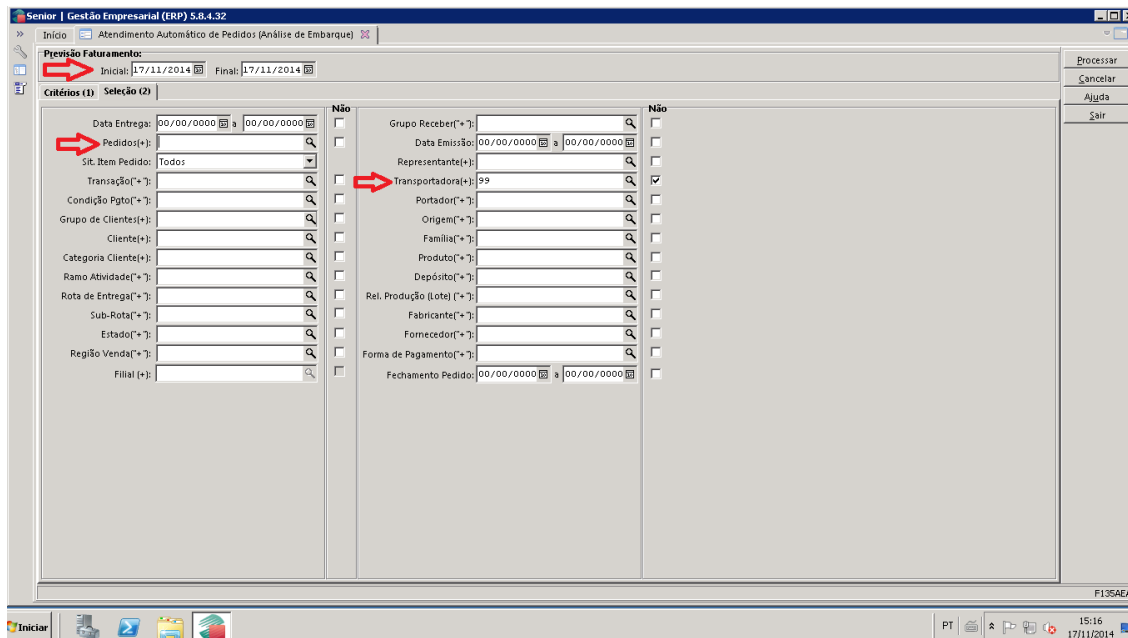 Senior | Gestão Empresarial (ERP) 5.8.4.32
Início Atendimento Automático de Pedidos (Análise de Embarque)
Previsão Faturamento:
Inicial: 17/11/2014 Final: 17/11/2014
Processar
Cancelar
Ajuda
Sair
Critérios (1) Seleção (2)
Não Não
Data Entrega: 00/00/0000 a 00/00/0000 Grupo Receber("+"):
Pedidos(+): Data Emissão: 00/00/0000 a 00/00/0000
Sit. Item Pedido: Todos Representante(+):
Transação("+"): Transportadora(+): 99
Condição Pgto("+"): Portador("+"):
Grupo de Clientes(+): Origem("+"):
Cliente(+): Família("+"):
Categoria Cliente(+): Produto("+"):
Ramo Atividade("+"): Depósito("+"):
Rota de Entrega("+"): Rel. Produção (Lote) ("+"):
Sub-Rota("+"): Fabricante("+"):
Estado("+"): Fornecedor("+"):
Região Venda("+"): Forma de Pagamento("+"):
Filial (+): Fechamento Pedido: 00/00/0000 a 00/00/0000
Iniciar
PT
15:16
17/11/2014